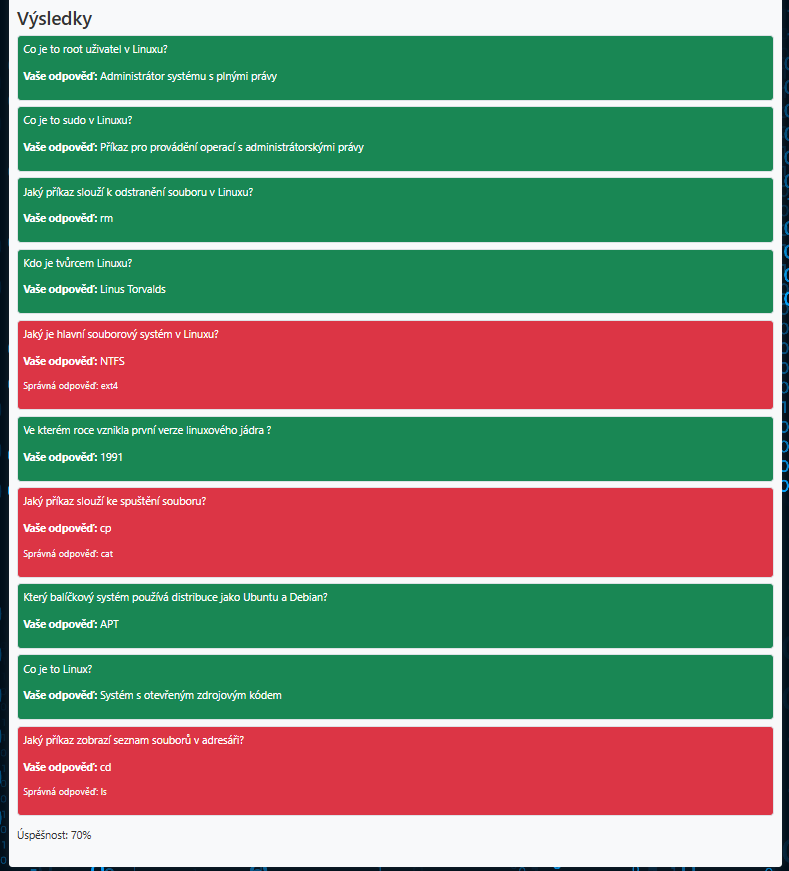 Výsledky
Co je to root uživatel v Linuxu?
Vaše odpověď: Administrátor systému s plnými právy
Co je to sudo v Linuxu?
Vaše odpověď: Příkaz pro provádění operací s administrátorskými právy
Jaký příkaz slouží k odstranění souboru v Linuxu?
Vaše odpověď: rm
Kdo je tvůrcem Linuxu?
Vaše odpověď: Linus Torvalds
Jaký je hlavní souborový systém v Linuxu?
Vaše odpověď: NTFS
Správná odpověď: ext4
Ve kterém roce vznikla první verze linuxového jádra ?
Vaše odpověď: 1991
Jaký příkaz slouží ke spuštění souboru?
Vaše odpověď: cp
Správná odpověď: cat
Který balíčkový systém používá distribuce jako Ubuntu a Debian?
Vaše odpověď: APT
Co je to Linux?
Vaše odpověď: Systém s otevřeným zdrojovým kódem
Jaký příkaz zobrazí seznam souborů v adresáři?
Vaše odpověď: cd
Správná odpověď: ls
Úspěšnost: 70%